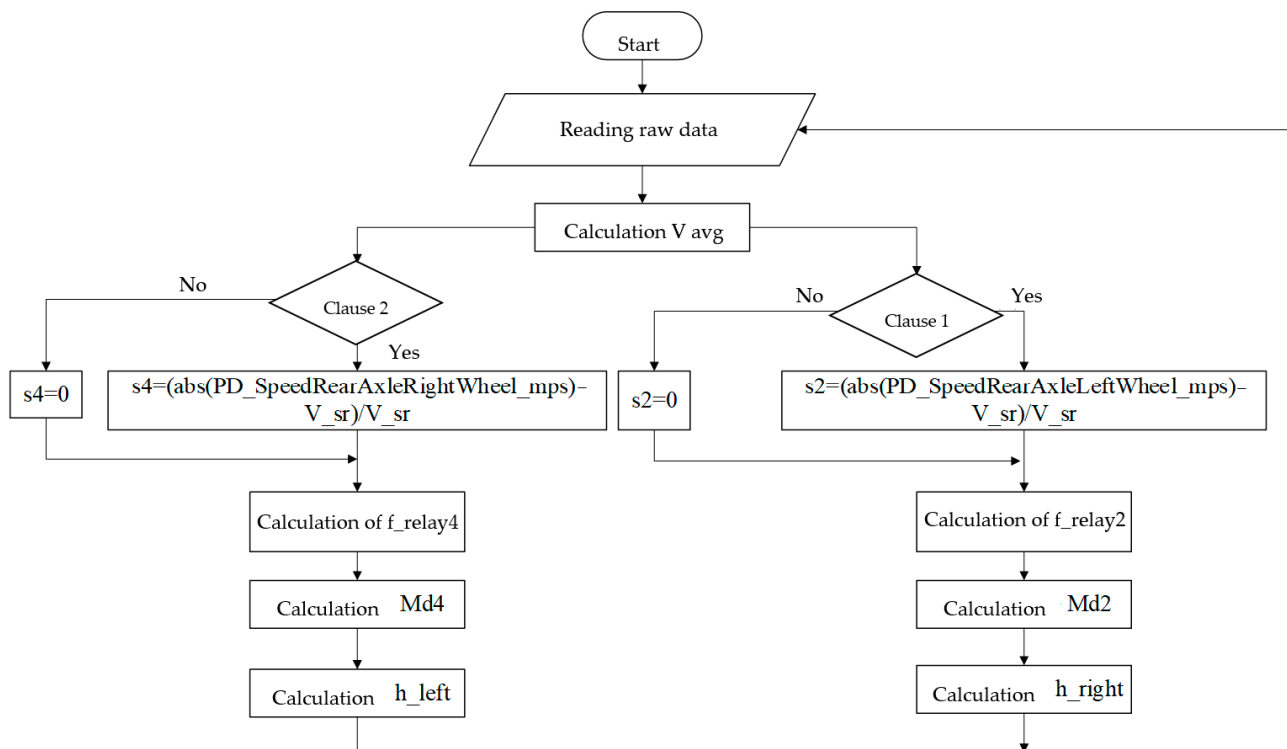 Start
Reading raw data
Calculation V avg
No
Clause 2
Yes
No
Clause 1
Yes
s4=0
s4=(abs(PD_SpeedRearAxleRightWheel_mps)–
V_sr)/V_sr
s2=0
s2=(abs(PD_SpeedRearAxleLeftWheel_mps)–
V_sr)/V_sr
Calculation of f_relay4
Calculation of f_relay2
Calculation Md4
Calculation Md2
Calculation h_left
Calculation h_right